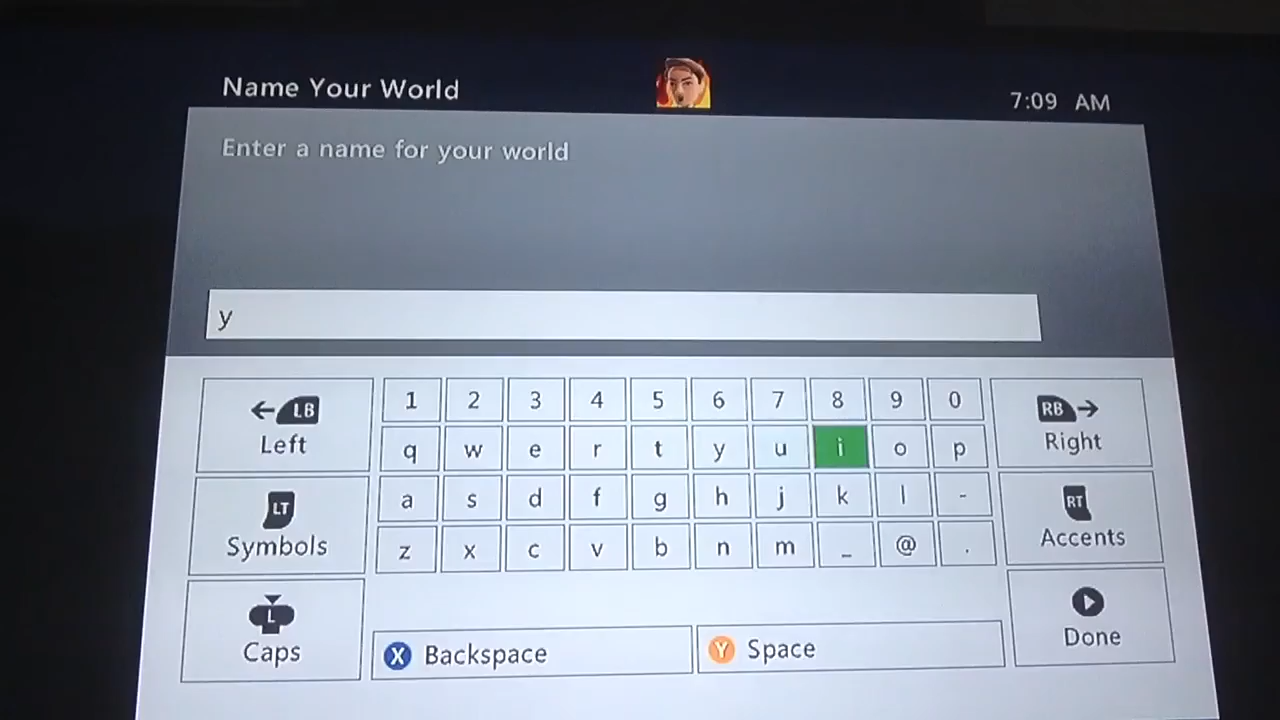 Name Your World
7:09 AM
Enter a name for your world
y
LB
Left
1 2 3 4 5 6 7 8 9 0
RB
Right
q w e r t y u i o p
LT
Symbols
a s d f g h j k l -
RT
Accents
z x c v b n m _ @ .
L
Caps
X Backspace
Y Space
Done